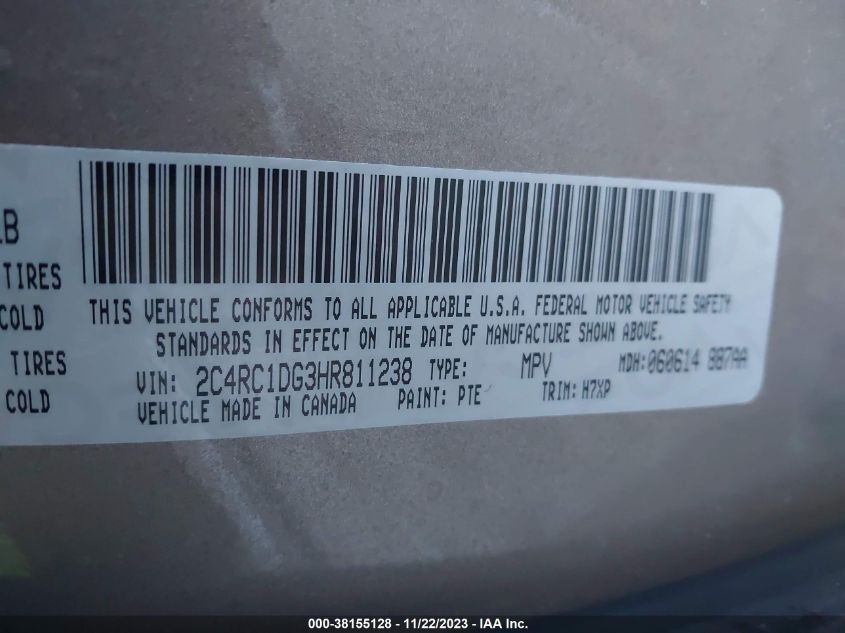 LB
TIRES
COLD
TIRES
COLD
THIS VEHICLE CONFORMS TO ALL APPLICABLE U.S.A. FEDERAL MOTOR VEHICLE SAFETY
STANDARDS IN EFFECT ON THE DATE OF MANUFACTURE SHOWN ABOVE.
VIN: 2C4RC1DG3HR811238 TYPE: MPV MDH:060614 887AA
VEHICLE MADE IN CANADA PAINT: PTE TRIM: H7XP
000-38155128 - 11/22/2023 - IAA Inc.